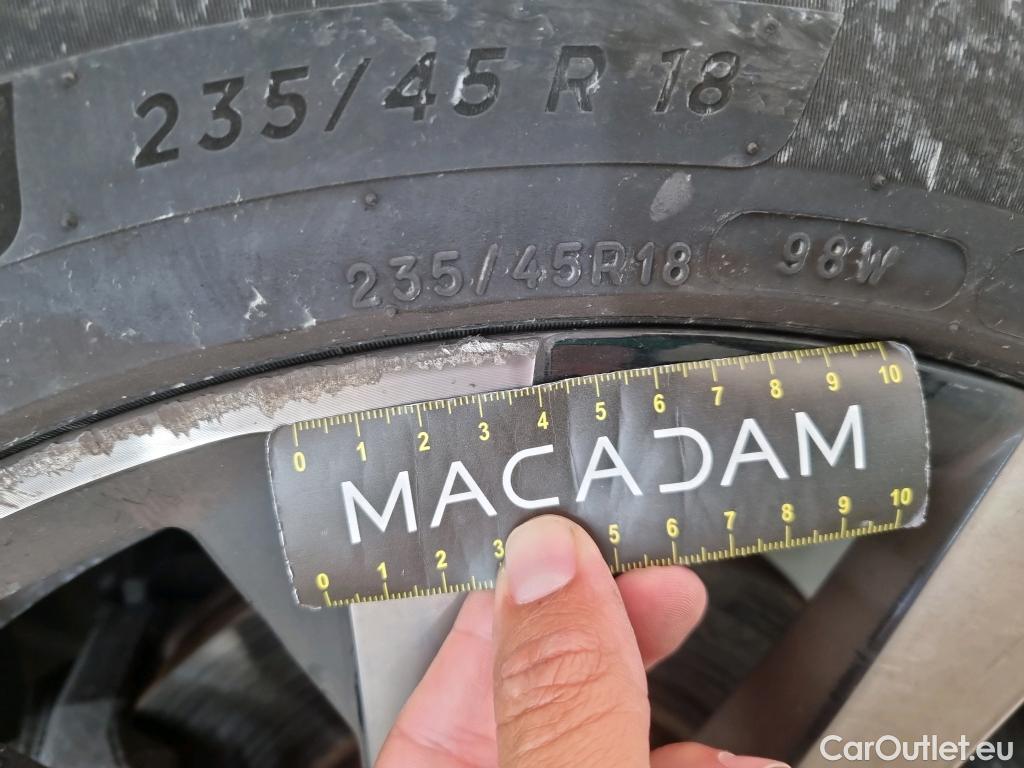 235/45 R 18
235/45R18 98W
0 1 2 3 4 5 6 7 8 9 10
MACADAM
0 1 2 3 5 6 7 8 9 10
CarOutlet.eu